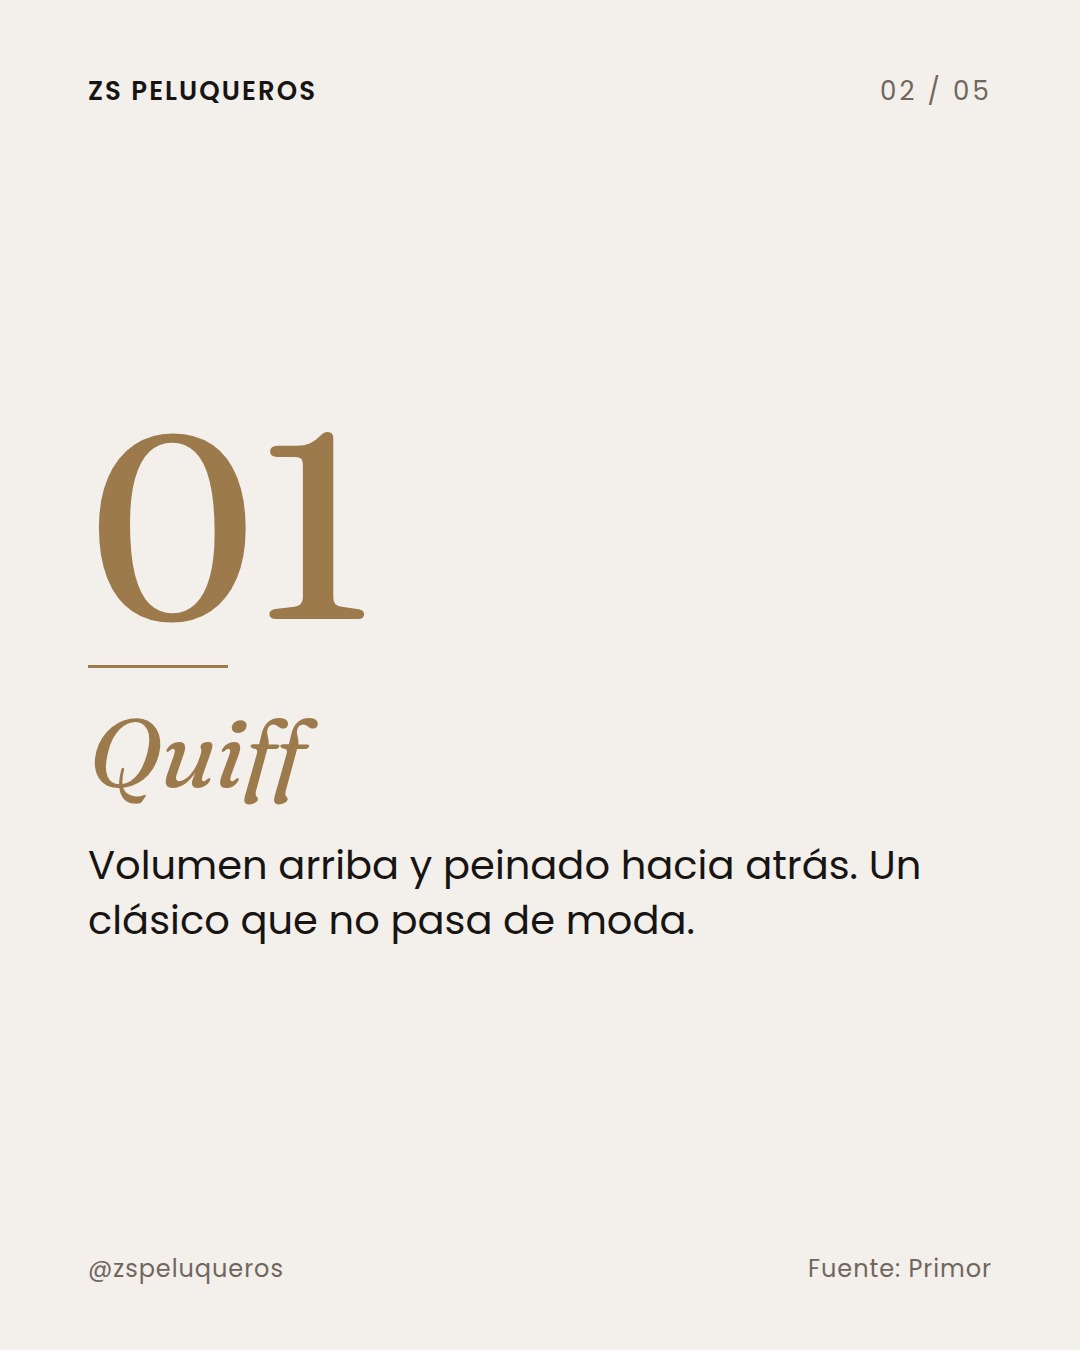 ZS PELUQUEROS
02 / 05
01
Quiff
Volumen arriba y peinado hacia atrás. Un
clásico que no pasa de moda.
@zspeluqueros
Fuente: Primor